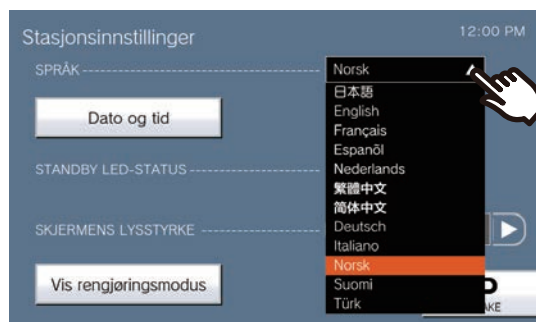 Stasjonsinnstillinger
12:00 PM
SPRÅK
Norsk
Dato og tid
日本語
English
Français
Espanõl
Nederlands
繁體中文
简体中文
Deutsch
Italiano
Norsk
Suomi
Türk
STANDBY LED-STATUS
SKJERMENS LYSSTYRKE
Vis rengjøringsmodus